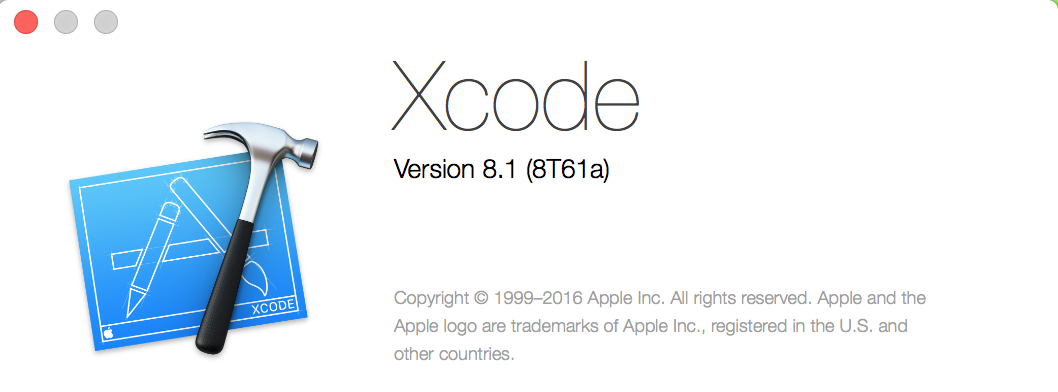 Xcode
Version 8.1 (8T61a)
Copyright © 1999–2016 Apple Inc. All rights reserved. Apple and the
Apple logo are trademarks of Apple Inc., registered in the U.S. and
other countries.
XCODE